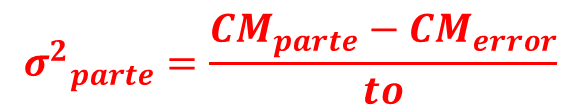 σ²parte = (CMparte − CMerror) / to